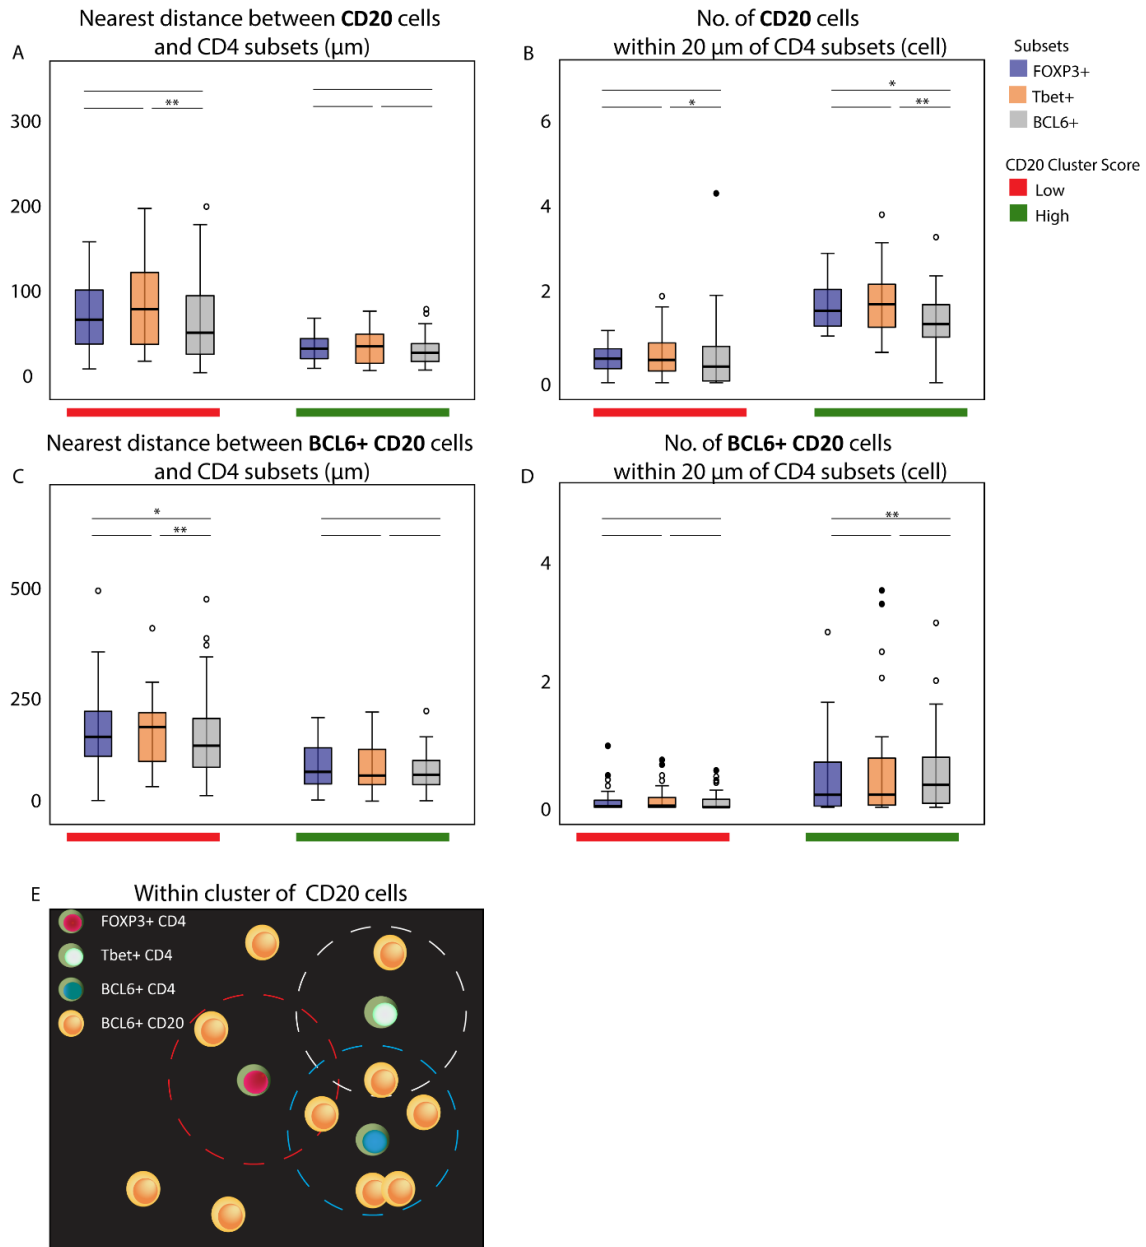 Nearest distance between CD20 cells
and CD4 subsets (µm)
A
300
200
100
0
**
No. of CD20 cells
within 20 µm of CD4 subsets (cell)
B
6
4
2
0
*
*
**
Subsets
FOXP3+
Tbet+
BCL6+
CD20 Cluster Score
Low
High
Nearest distance between BCL6+ CD20 cells
and CD4 subsets (µm)
C
500
250
0
*
**
No. of BCL6+ CD20 cells
within 20 µm of CD4 subsets (cell)
D
4
2
0
**
E
Within cluster of CD20 cells
FOXP3+ CD4
Tbet+ CD4
BCL6+ CD4
BCL6+ CD20